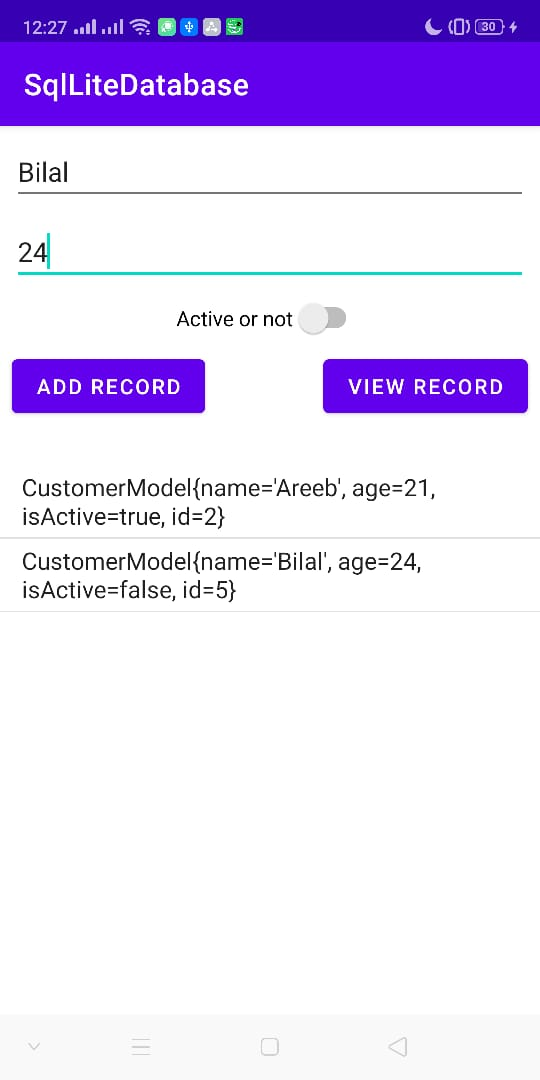 12:27
30
SqlLiteDatabase
Bilal
24
Active or not
ADD RECORD
VIEW RECORD
CustomerModel{name='Areeb', age=21,
isActive=true, id=2}
CustomerModel{name='Bilal', age=24,
isActive=false, id=5}